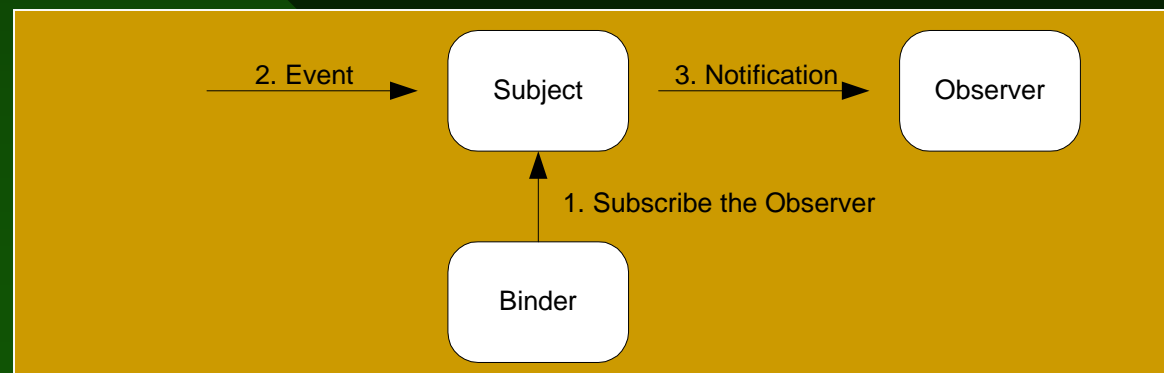 2. Event
Subject
3. Notification
Observer
1. Subscribe the Observer
Binder